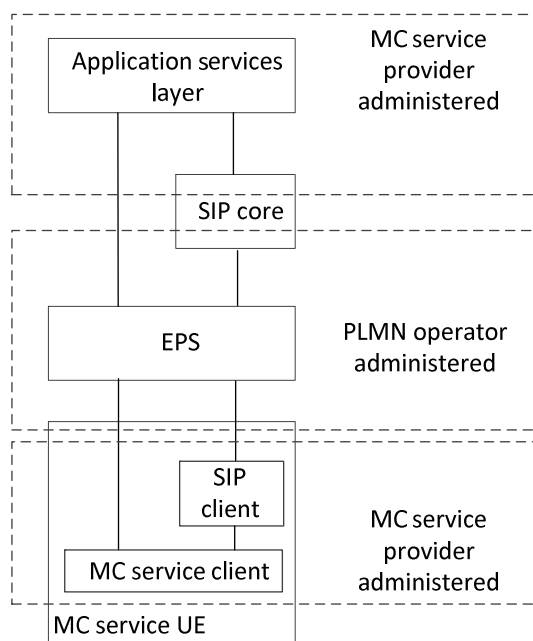 Application services
layer
MC service
provider
administered
SIP core
EPS
PLMN operator
administered
SIP
client
MC service client
MC service
provider
administered
MC service UE